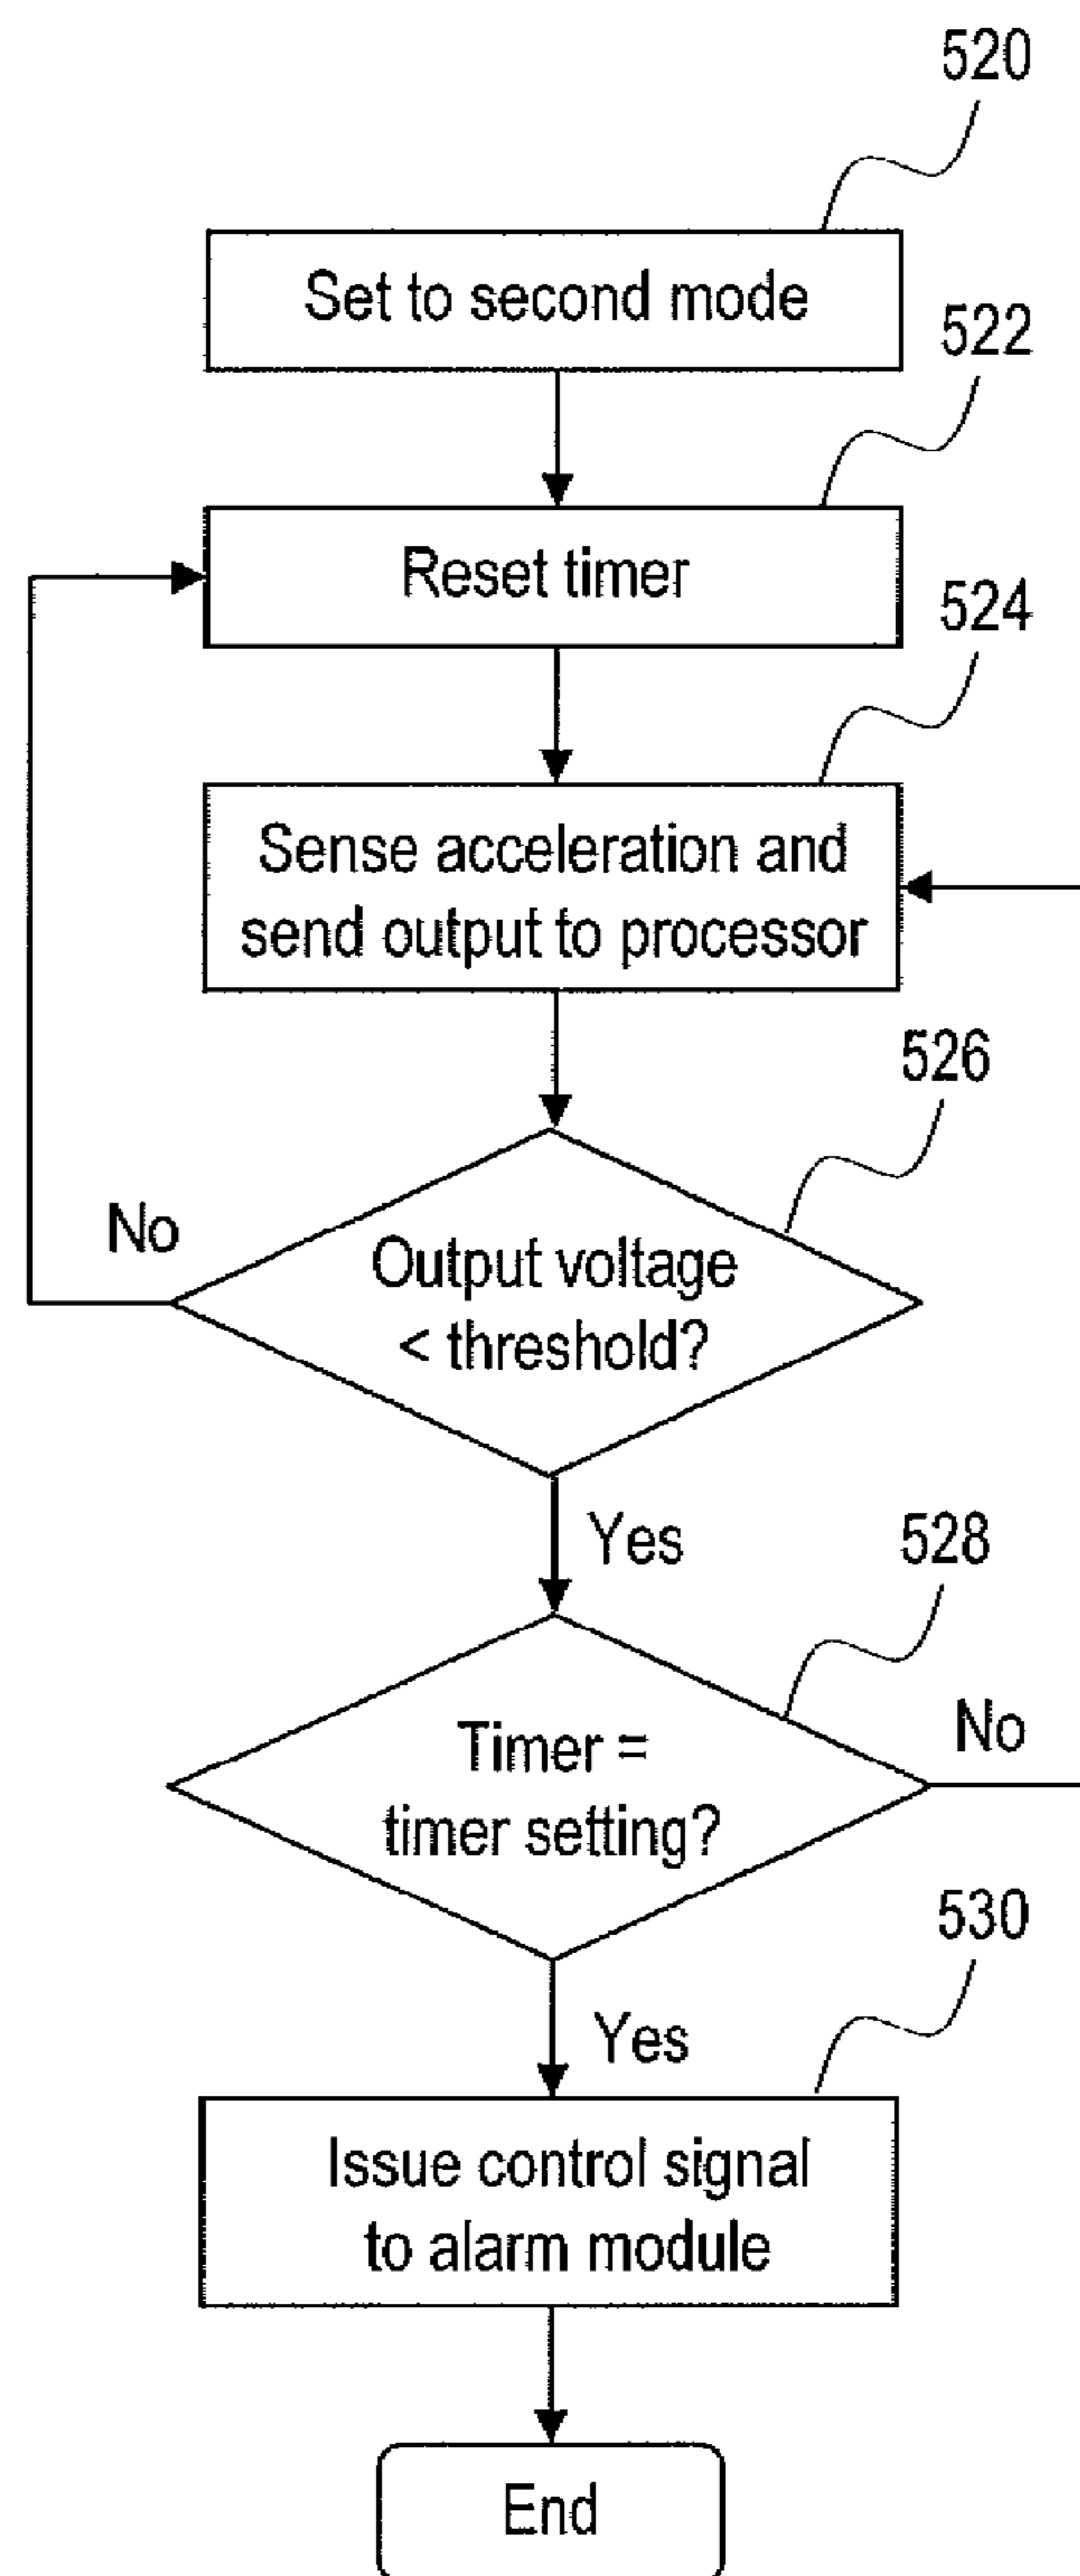 520
Set to second mode
522
Reset timer
524
Sense acceleration and
send output to processor
526
No
Output voltage
< threshold?
Yes
528
No
Timer =
timer setting?
530
Yes
Issue control signal
to alarm module
End